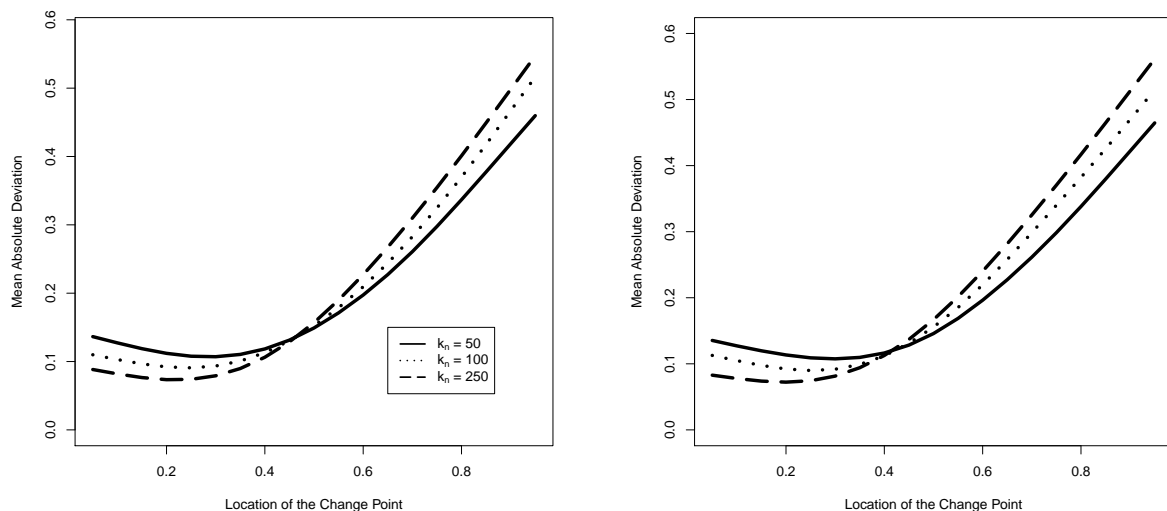 0.6
0.5
0.4
0.3
0.2
0.1
0.0
Mean Absolute Deviation
kₙ = 50
kₙ = 100
kₙ = 250
0.2 0.4 0.6 0.8
Location of the Change Point
0.6
0.5
0.4
0.3
0.2
0.1
0.0
Mean Absolute Deviation
0.2 0.4 0.6 0.8
Location of the Change Point